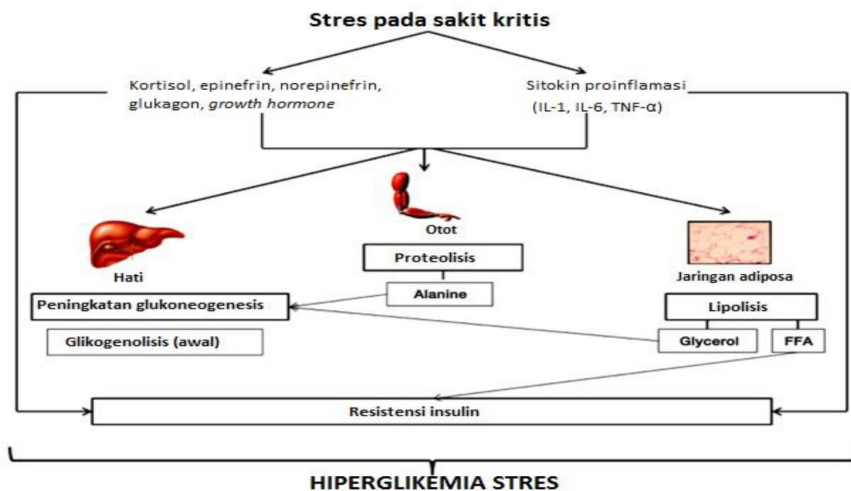 Stres pada sakit kritis
Kortisol, epinefrin, norepinefrin,
glukagon, growth hormone
Sitokin proinflamasi
(IL-1, IL-6, TNF-α)
Hati
Otot
Jaringan adiposa
Proteolisis
Alanine
Peningkatan glukoneogenesis
Glikogenolisis (awal)
Lipolisis
Glycerol
FFA
Resistensi insulin
HIPERGLIKEMIA STRES